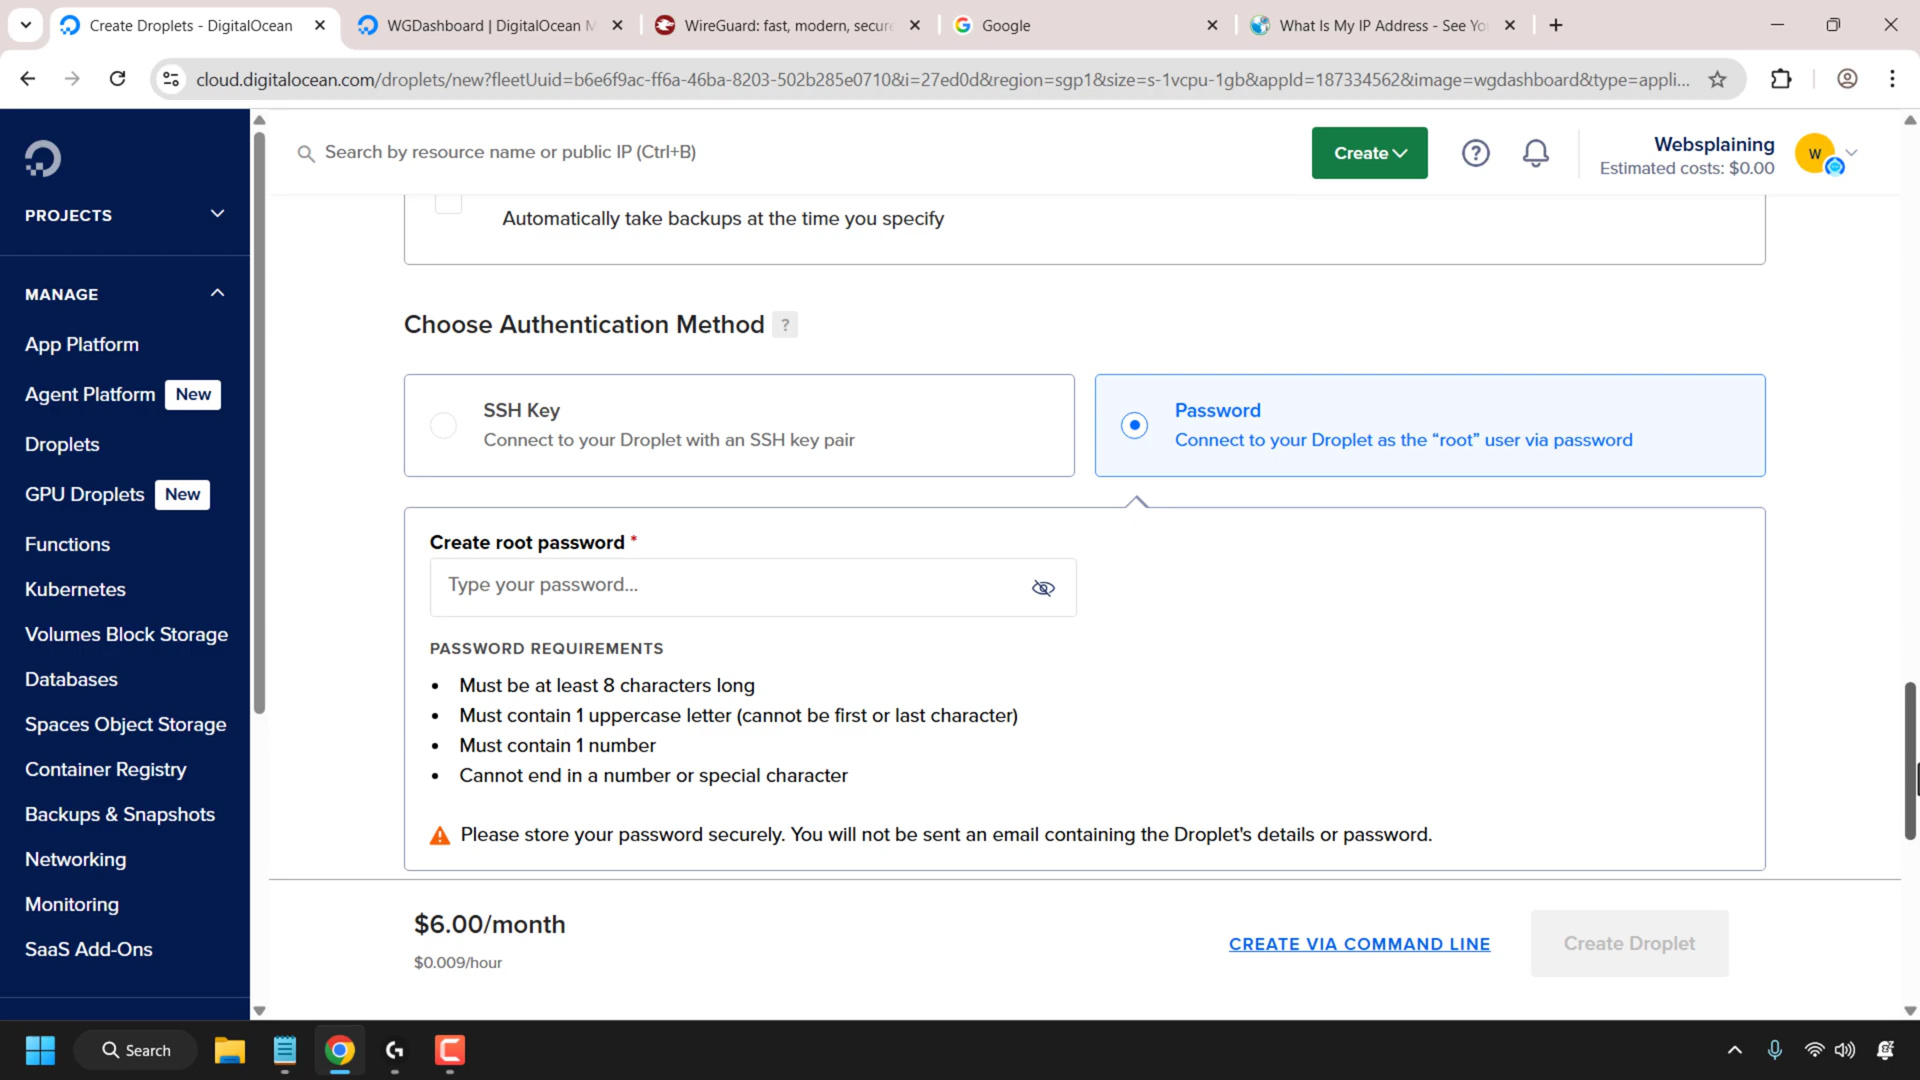 Create Droplets - DigitalOcean
WGDashboard | DigitalOcean M
WireGuard: fast, modern, secure
Google
What Is My IP Address - See Yo
cloud.digitalocean.com/droplets/new?fleetUuid=b6e6f9ac-ff6a-46ba-8203-502b285e0710&i=27ed0d&region=sgp1&size=s-1vcpu-1gb&appId=187334562&image=wgdashboard&type=appli...
Search by resource name or public IP (Ctrl+B)
Create
Websplaining
Estimated costs: $0.00
W
PROJECTS
MANAGE
App Platform
Agent Platform New
Droplets
GPU Droplets New
Functions
Kubernetes
Volumes Block Storage
Databases
Spaces Object Storage
Container Registry
Backups & Snapshots
Networking
Monitoring
SaaS Add-Ons
Automatically take backups at the time you specify
Choose Authentication Method ?
SSH Key
Connect to your Droplet with an SSH key pair
Password
Connect to your Droplet as the “root” user via password
Create root password *
Type your password...
PASSWORD REQUIREMENTS
• Must be at least 8 characters long
• Must contain 1 uppercase letter (cannot be first or last character)
• Must contain 1 number
• Cannot end in a number or special character
Please store your password securely. You will not be sent an email containing the Droplet's details or password.
$6.00/month
$0.009/hour
CREATE VIA COMMAND LINE
Create Droplet
Search